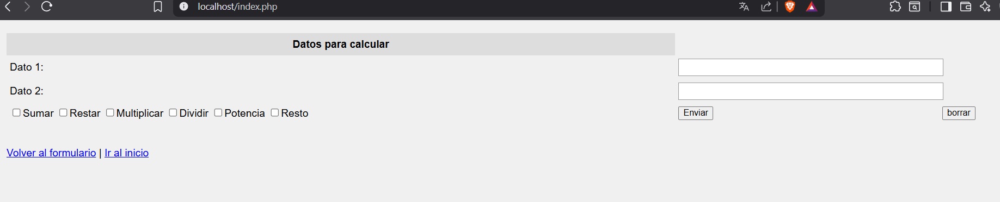 localhost/index.php
Datos para calcular
Dato 1:
Dato 2:
Sumar Restar Multiplicar Dividir Potencia Resto Enviar borrar
Volver al formulario | Ir al inicio